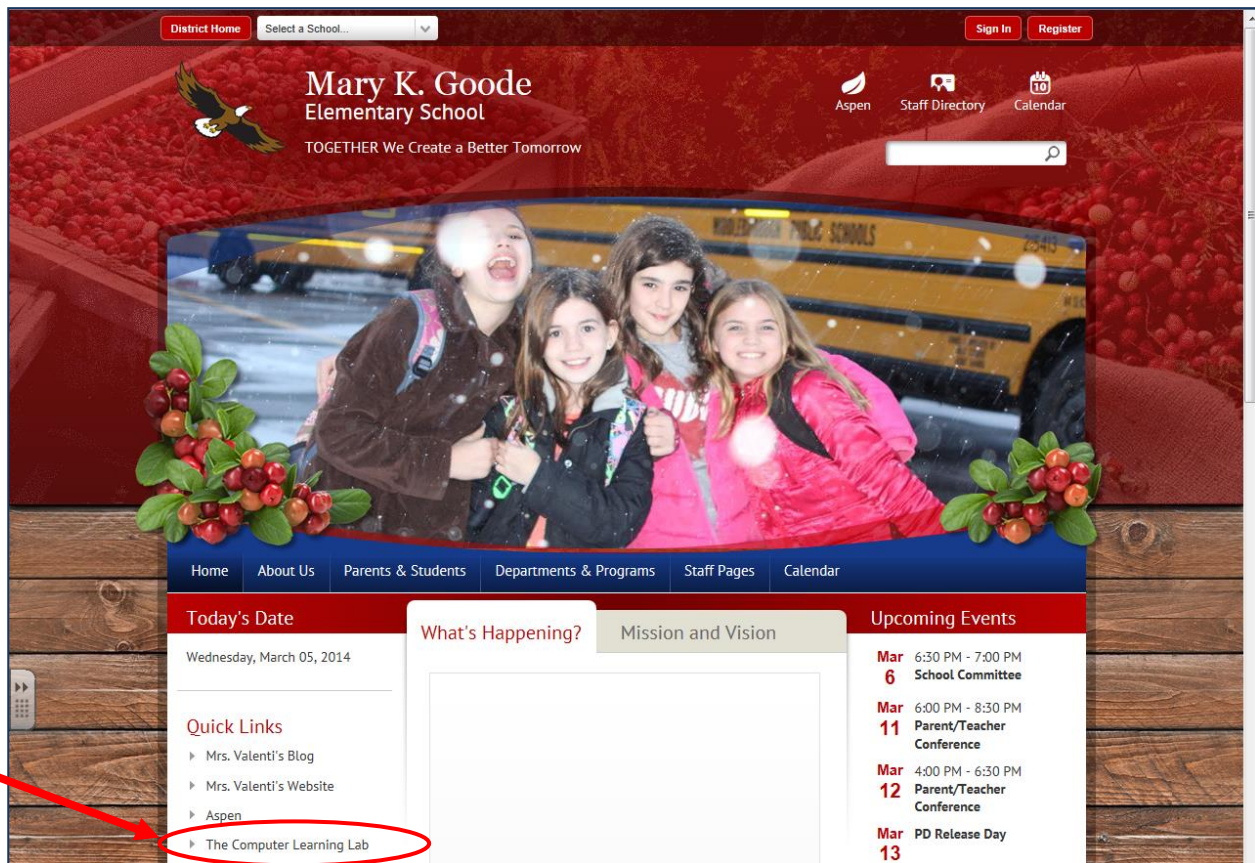 District Home
Select a School...
Sign In
Register
Mary K. Goode
Elementary School
TOGETHER We Create a Better Tomorrow
Aspen
Staff Directory
10
Calendar
MIDDLEBOROUGH PUBLIC SCHOOLS
Home
About Us
Parents & Students
Departments & Programs
Staff Pages
Calendar
Today's Date
Wednesday, March 05, 2014
Quick Links
Mrs. Valenti's Blog
Mrs. Valenti's Website
Aspen
The Computer Learning Lab
What's Happening?
Mission and Vision
Upcoming Events
Mar 6:30 PM - 7:00 PM
6 School Committee
Mar 6:00 PM - 8:30 PM
11 Parent/Teacher
Conference
Mar 4:00 PM - 6:30 PM
12 Parent/Teacher
Conference
Mar PD Release Day
13